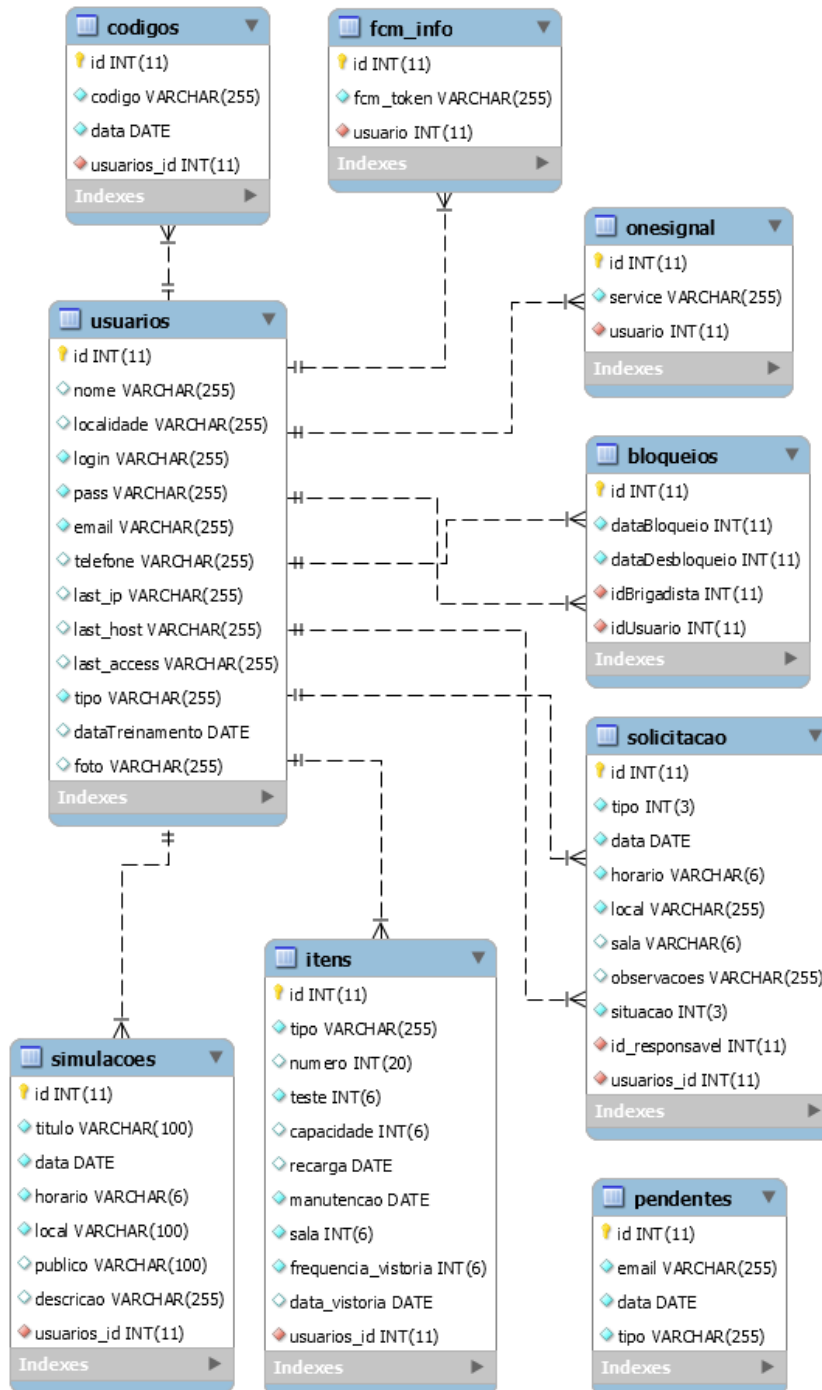 codigos
id INT(11)
codigo VARCHAR(255)
data DATE
usuarios_id INT(11)
Indexes
fcm_info
id INT(11)
fcm_token VARCHAR(255)
usuario INT(11)
Indexes
onesignal
id INT(11)
service VARCHAR(255)
usuario INT(11)
Indexes
usuarios
id INT(11)
nome VARCHAR(255)
localidade VARCHAR(255)
login VARCHAR(255)
pass VARCHAR(255)
email VARCHAR(255)
telefone VARCHAR(255)
last_ip VARCHAR(255)
last_host VARCHAR(255)
last_access VARCHAR(255)
tipo VARCHAR(255)
dataTreinamento DATE
foto VARCHAR(255)
Indexes
bloqueios
id INT(11)
dataBloqueio INT(11)
dataDesbloqueio INT(11)
idBrigadista INT(11)
idUsuario INT(11)
Indexes
solicitacao
id INT(11)
tipo INT(3)
data DATE
horario VARCHAR(6)
local VARCHAR(255)
sala VARCHAR(6)
observacoes VARCHAR(255)
situacao INT(3)
id_responsavel INT(11)
usuarios_id INT(11)
Indexes
simulacoes
id INT(11)
titulo VARCHAR(100)
data DATE
horario VARCHAR(6)
local VARCHAR(100)
publico VARCHAR(100)
descricao VARCHAR(255)
usuarios_id INT(11)
Indexes
itens
id INT(11)
tipo VARCHAR(255)
numero INT(20)
teste INT(6)
capacidade INT(6)
recarga DATE
manutencao DATE
sala INT(6)
frequencia_vistoria INT(6)
data_vistoria DATE
usuarios_id INT(11)
Indexes
pendentes
id INT(11)
email VARCHAR(255)
data DATE
tipo VARCHAR(255)
Indexes